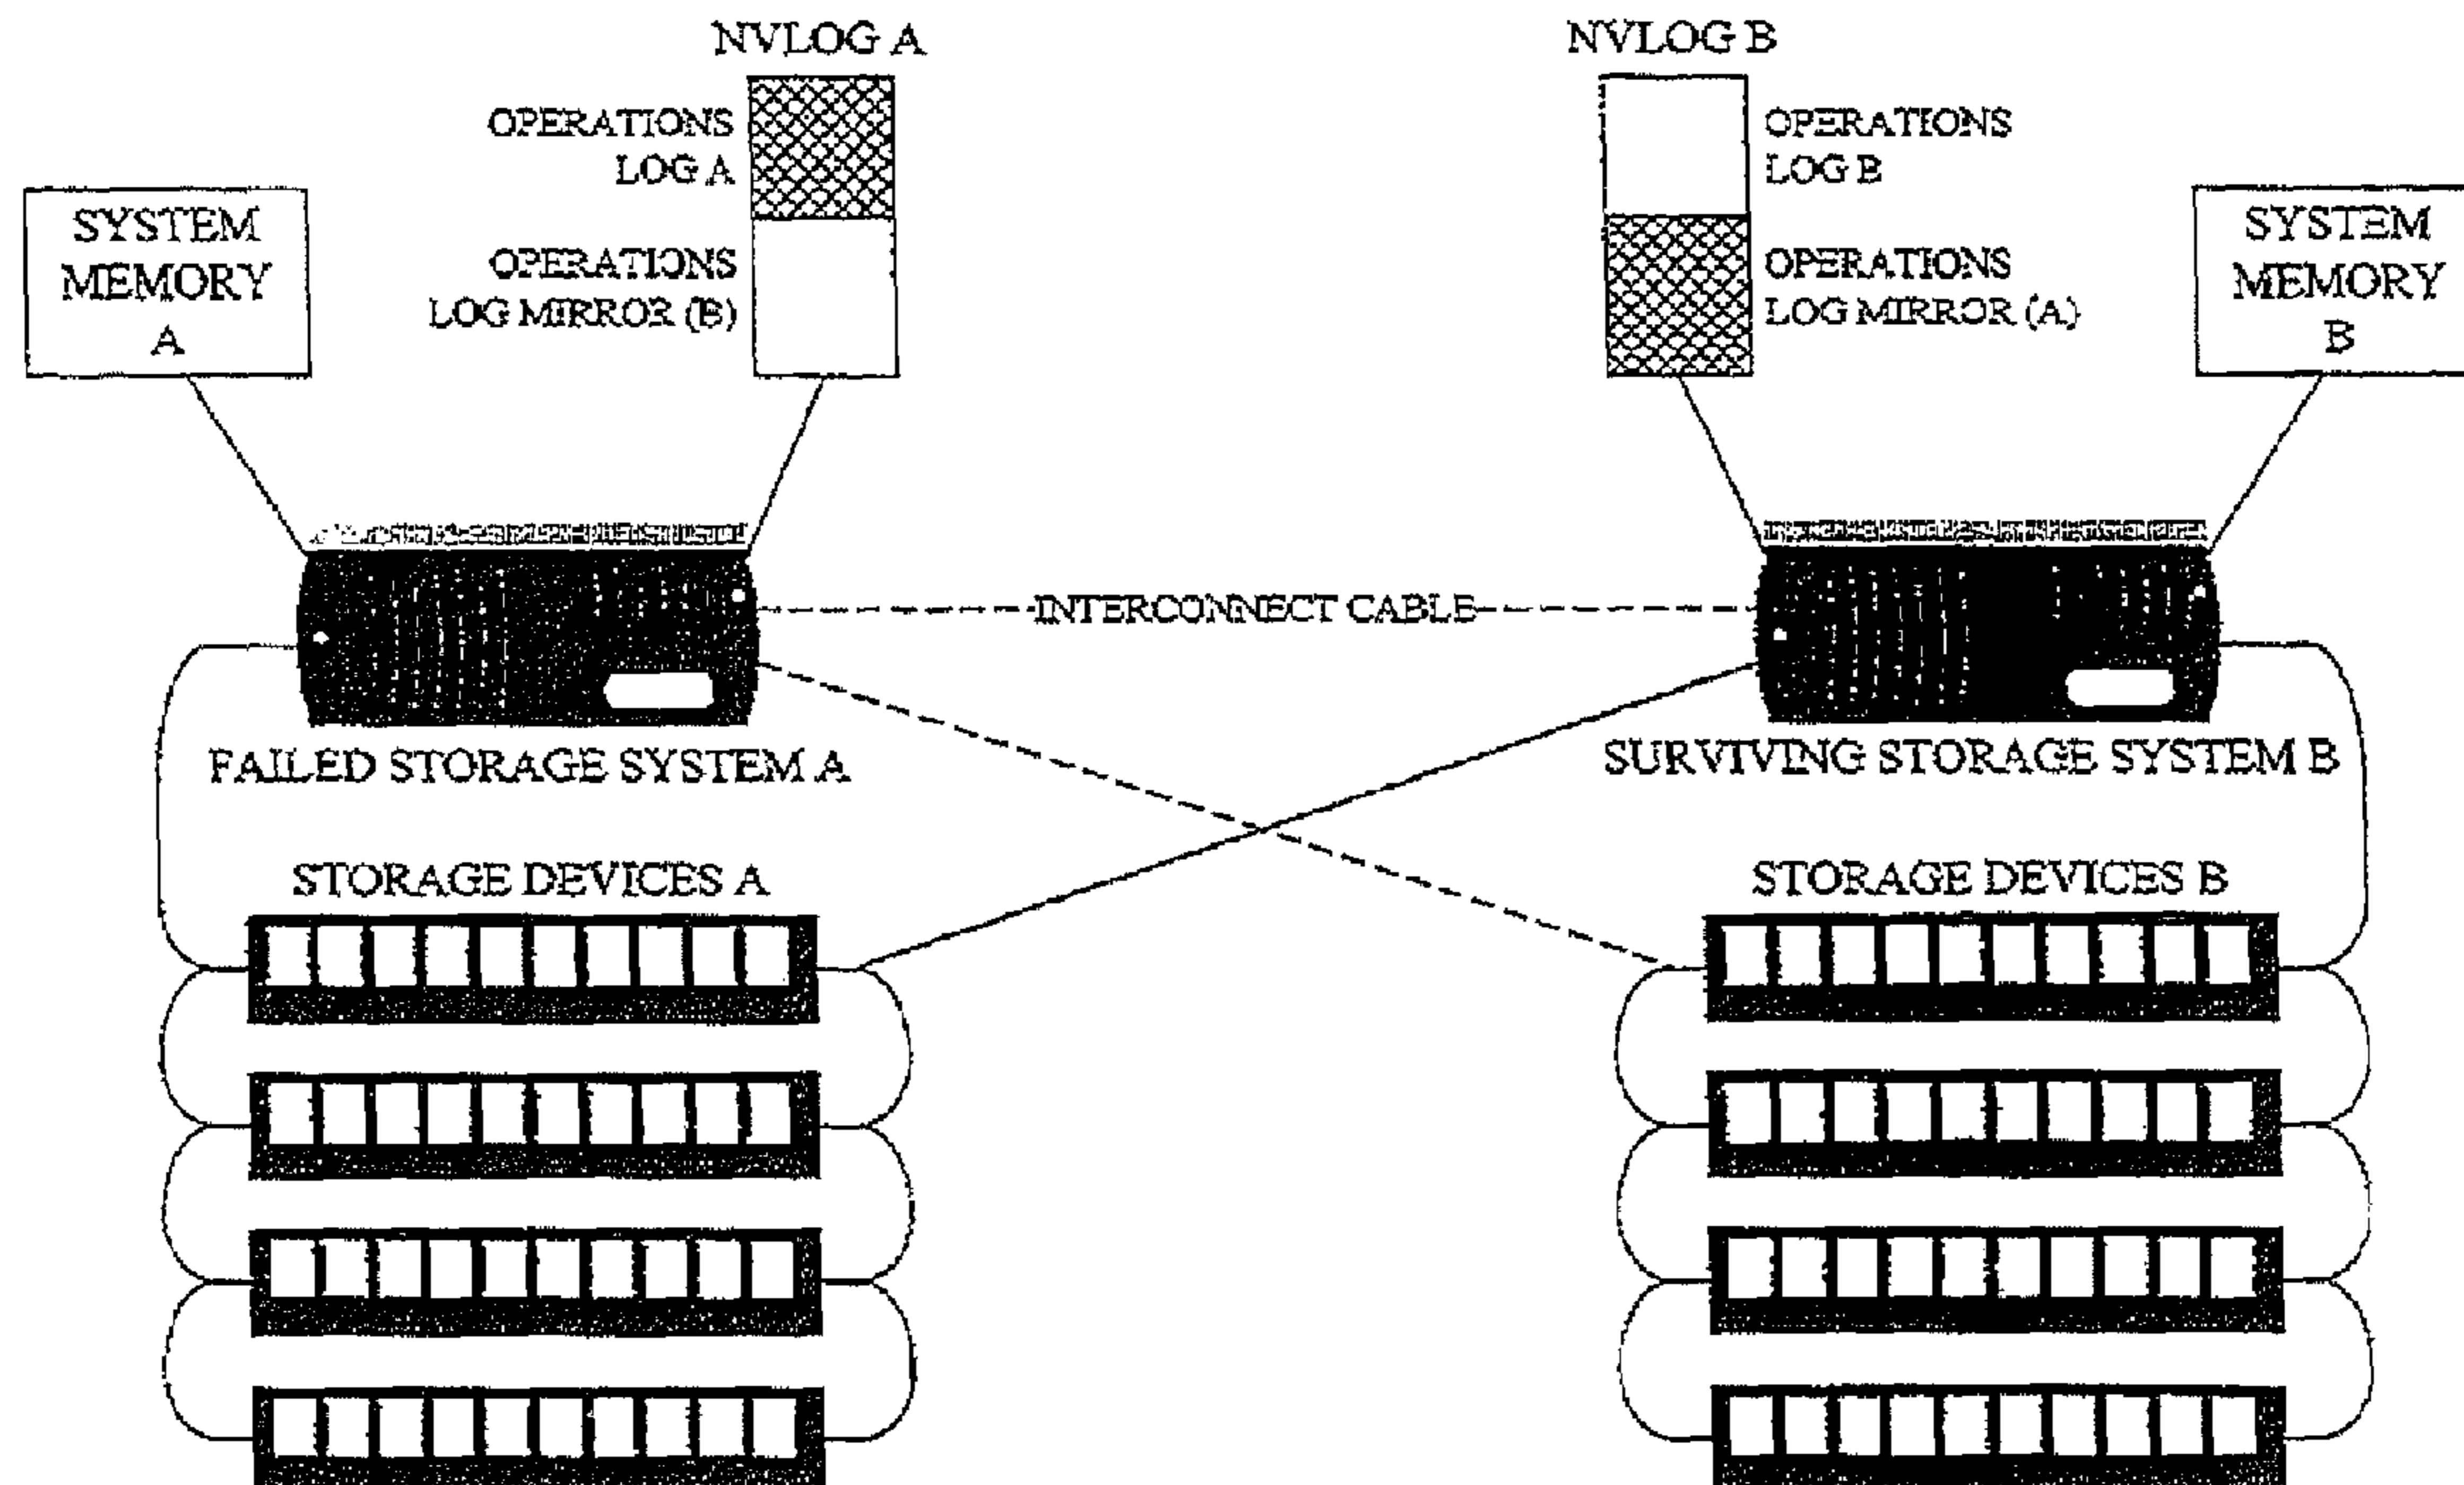 NVLOG A
NVLOG B
OPERATIONS
LOG A
OPERATIONS
LOG B
SYSTEM
MEMORY
A
OPERATIONS
LOG MIRROR (B)
OPERATIONS
LOG MIRROR (A)
SYSTEM
MEMORY
B
INTERCONNECT CABLE
FAILED STORAGE SYSTEM A
SURVIVING STORAGE SYSTEM B
STORAGE DEVICES A
STORAGE DEVICES B